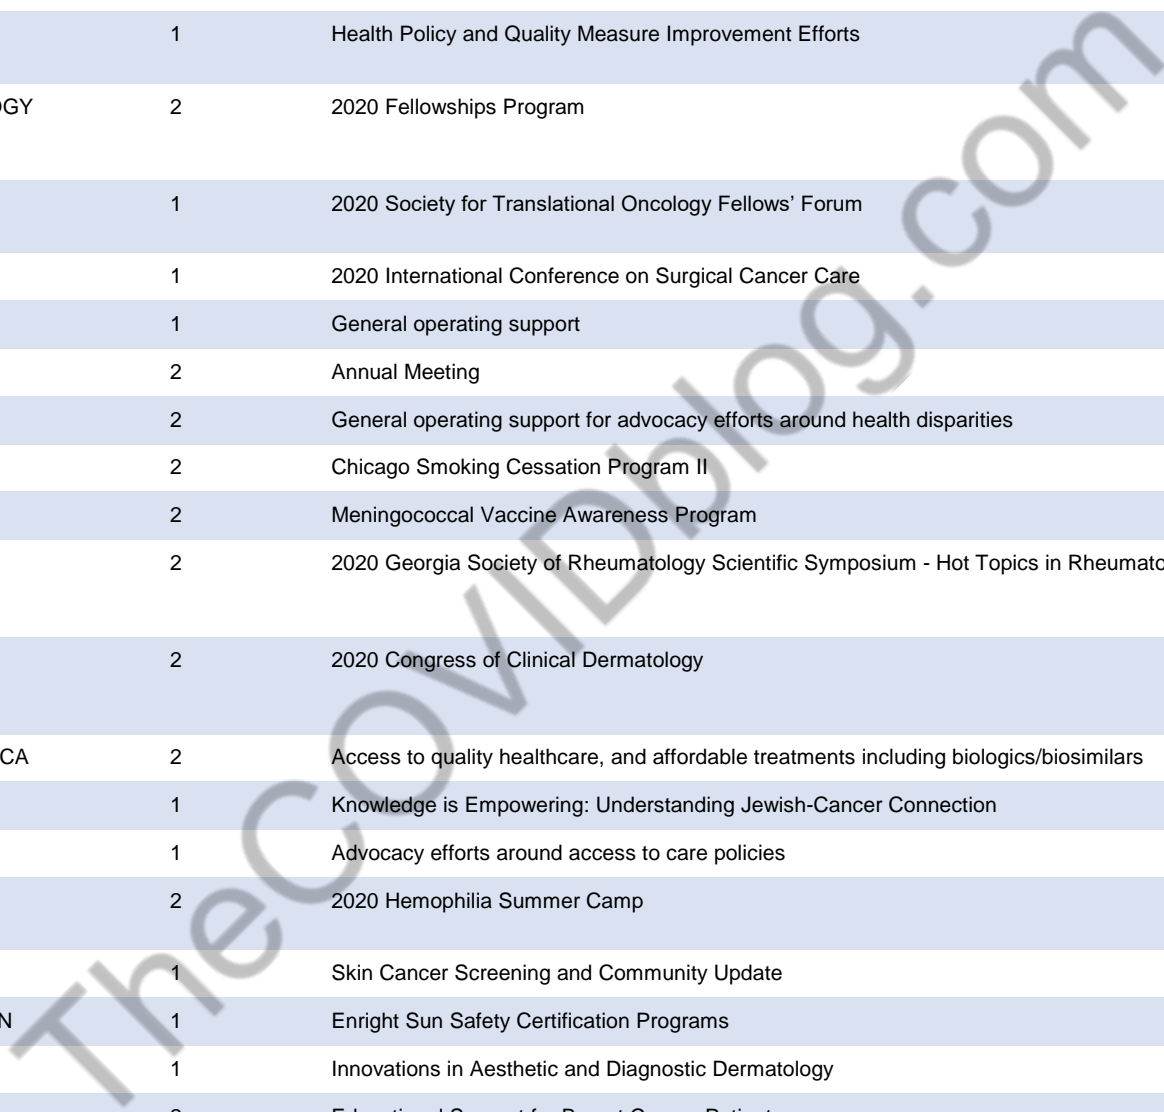 1 Health Policy and Quality Measure Improvement Efforts
OGY 2 2020 Fellowships Program
1 2020 Society for Translational Oncology Fellows’ Forum
1 2020 International Conference on Surgical Cancer Care
1 General operating support
2 Annual Meeting
2 General operating support for advocacy efforts around health disparities
2 Chicago Smoking Cessation Program II
2 Meningococcal Vaccine Awareness Program
2 2020 Georgia Society of Rheumatology Scientific Symposium - Hot Topics in Rheumato
2 2020 Congress of Clinical Dermatology
CA 2 Access to quality healthcare, and affordable treatments including biologics/biosimilars
1 Knowledge is Empowering: Understanding Jewish-Cancer Connection
1 Advocacy efforts around access to care policies
2 2020 Hemophilia Summer Camp
1 Skin Cancer Screening and Community Update
N 1 Enright Sun Safety Certification Programs
1 Innovations in Aesthetic and Diagnostic Dermatology
TheCOVIDblog.com